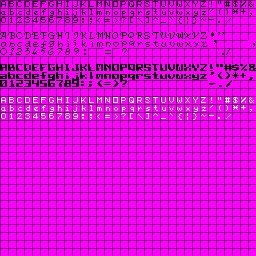 ABCDEFGHIJKLMNOPQRSTUVWXYZ!"#$%&
abcdefghijklmnopqrstuvwxyz'()*+,
0123456789:;<=>?[\]^_`{|}~-./
ABCDEFGHIJKLMNOPQRSTUVWXYZ!"
abcdefghijklmnopqrstuvwxyz'() ,
0123456789:; = ? ./
ABCDEFGHIJKLMNOPQRSTUVWXYZ!"#$%&
abcdefghijklmnopqrstuvwxyz'()*+,
0123456789:;<=>? -./
ABCDEFGHIJKLMNOPQRSTUVWXYZ!"#$%&
abcdefghijklmnopqrstuvwxyz'()*+,
0123456789:;<=>?[\]^_`{|}~-./